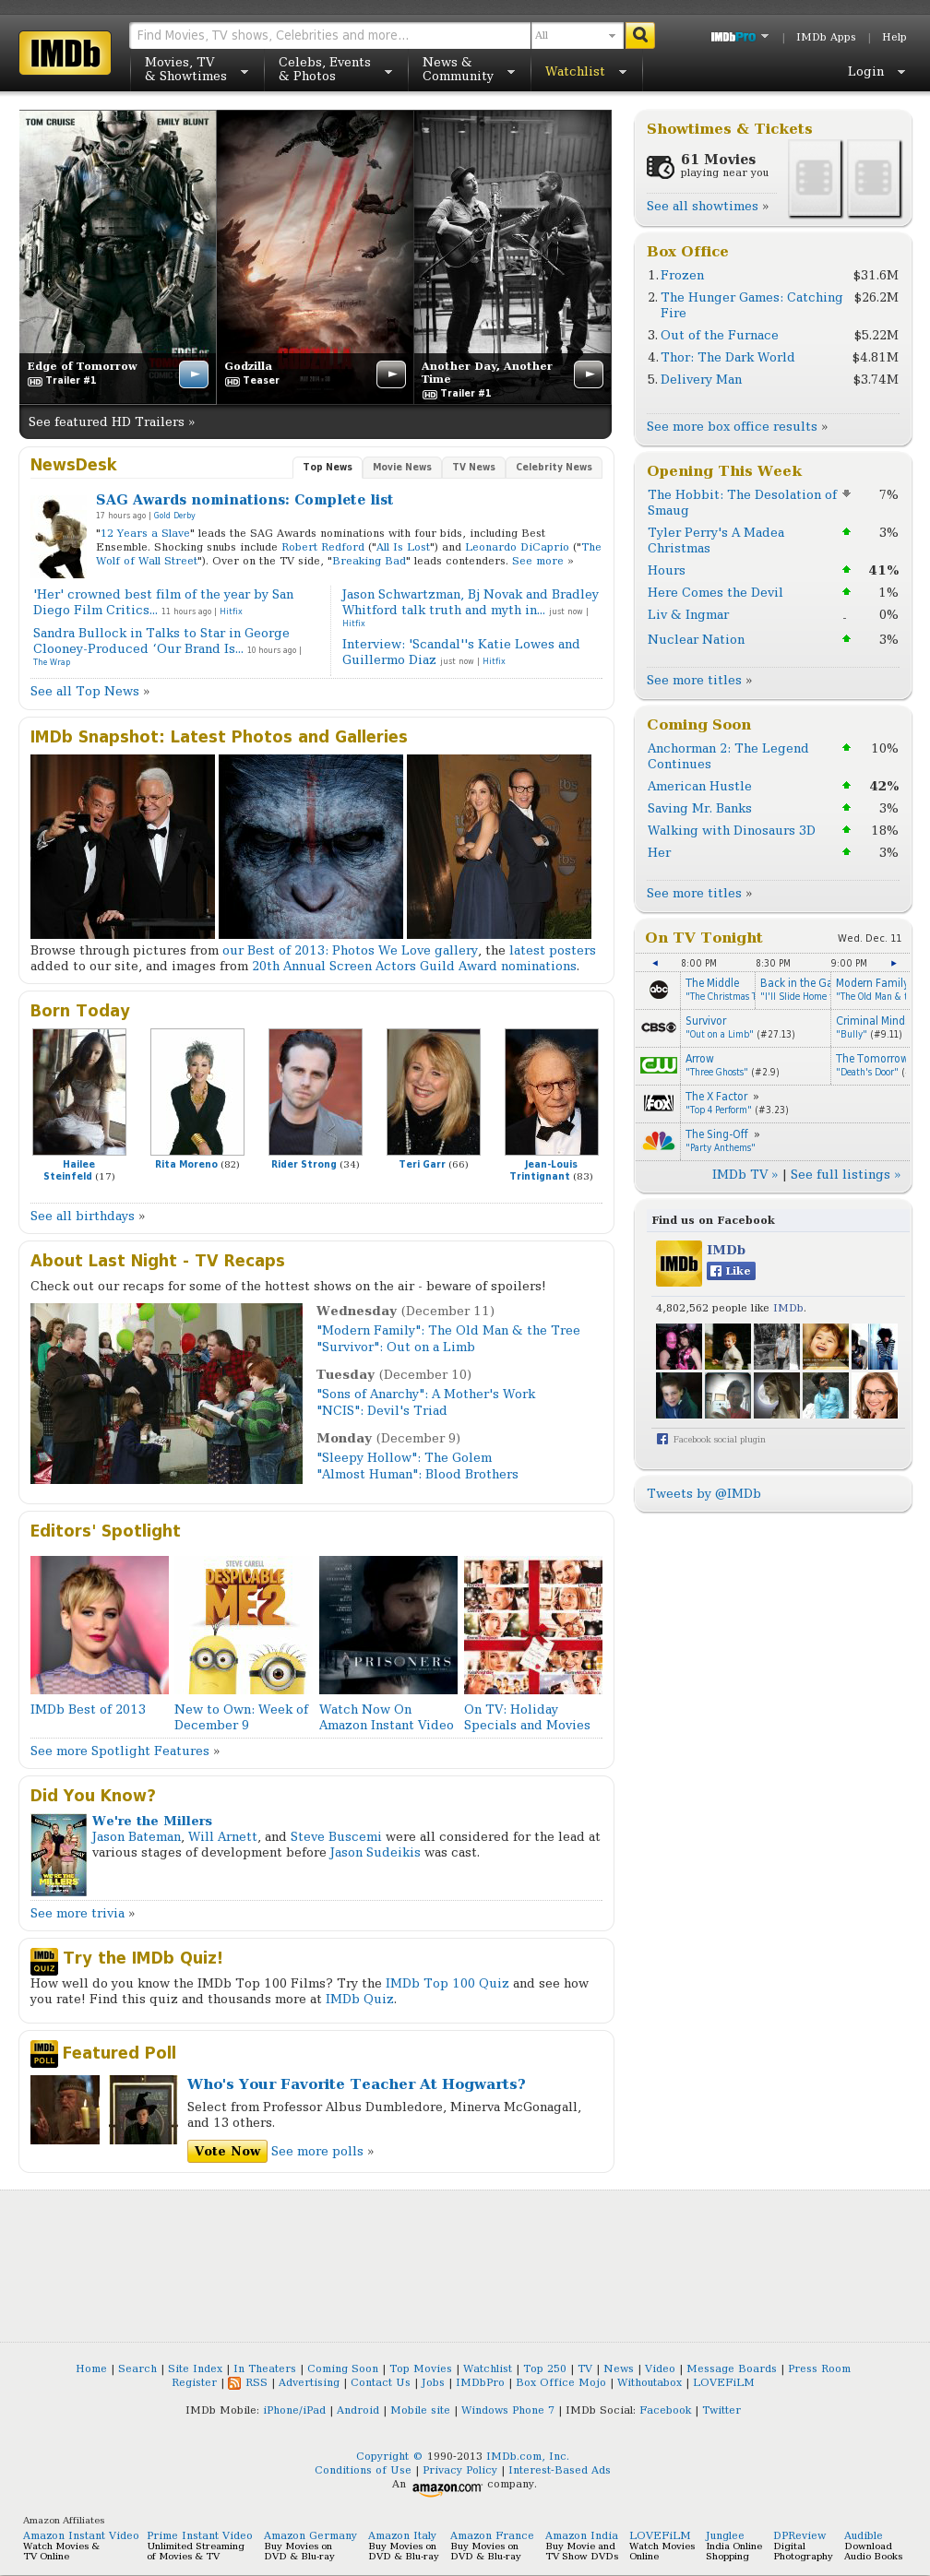 IMDb
Find Movies, TV shows, Celebrities and more...
All
IMDbPro | IMDb Apps | Help
Movies, TV
& Showtimes
Celebs, Events
& Photos
News &
Community
Watchlist
Login
TOM CRUISE EMILY BLUNT
Edge of Tomorrow
HD Trailer #1
Godzilla
HD Teaser
Another Day, Another
Time
HD Trailer #1
See featured HD Trailers »
NewsDesk
Top News
Movie News
TV News
Celebrity News
SAG Awards nominations: Complete list
17 hours ago | Gold Derby
"12 Years a Slave" leads the SAG Awards nominations with four bids, including Best
Ensemble. Shocking snubs include Robert Redford ("All Is Lost") and Leonardo DiCaprio ("The
Wolf of Wall Street"). Over on the TV side, "Breaking Bad" leads contenders. See more »
'Her' crowned best film of the year by San
Diego Film Critics... 11 hours ago | Hitfix
Sandra Bullock in Talks to Star in George
Clooney-Produced ‘Our Brand Is... 10 hours ago |
The Wrap
Jason Schwartzman, Bj Novak and Bradley
Whitford talk truth and myth in... just now |
Hitfix
Interview: 'Scandal''s Katie Lowes and
Guillermo Diaz just now | Hitfix
See all Top News »
IMDb Snapshot: Latest Photos and Galleries
Browse through pictures from our Best of 2013: Photos We Love gallery, the latest posters
added to our site, and images from 20th Annual Screen Actors Guild Award nominations.
Born Today
Hailee
Steinfeld (17)
Rita Moreno (82)
Rider Strong (34)
Teri Garr (66)
Jean-Louis
Trintignant (83)
See all birthdays »
About Last Night - TV Recaps
Check out our recaps for some of the hottest shows on the air - beware of spoilers!
Wednesday (December 11)
"Modern Family": The Old Man & the Tree
"Survivor": Out on a Limb
Tuesday (December 10)
"Sons of Anarchy": A Mother's Work
"NCIS": Devil's Triad
Monday (December 9)
"Sleepy Hollow": The Golem
"Almost Human": Blood Brothers
Editors' Spotlight
STEVE CARELL
DESPICABLE
ME 2
PRISONERS
IMDb Best of 2013
New to Own: Week of
December 9
Watch Now On
Amazon Instant Video
On TV: Holiday
Specials and Movies
See more Spotlight Features »
Did You Know?
WE'RE THE
MILLERS
We're the Millers
Jason Bateman, Will Arnett, and Steve Buscemi were all considered for the lead at
various stages of development before Jason Sudeikis was cast.
See more trivia »
IMDb
QUIZ
Try the IMDb Quiz!
How well do you know the IMDb Top 100 Films? Try the IMDb Top 100 Quiz and see how
you rate! Find this quiz and thousands more at IMDb Quiz.
IMDb
POLL
Featured Poll
Who's Your Favorite Teacher At Hogwarts?
Select from Professor Albus Dumbledore, Minerva McGonagall,
and 13 others.
Vote Now See more polls »
Showtimes & Tickets
61 Movies
playing near you
See all showtimes »
Box Office
1. Frozen $31.6M
2. The Hunger Games: Catching $26.2M
Fire
3. Out of the Furnace $5.22M
4. Thor: The Dark World $4.81M
5. Delivery Man $3.74M
See more box office results »
Opening This Week
The Hobbit: The Desolation of 7%
Smaug
Tyler Perry's A Madea 3%
Christmas
Hours 41%
Here Comes the Devil 1%
Liv & Ingmar - 0%
Nuclear Nation 3%
See more titles »
Coming Soon
Anchorman 2: The Legend 10%
Continues
American Hustle 42%
Saving Mr. Banks 3%
Walking with Dinosaurs 3D 18%
Her 3%
See more titles »
On TV Tonight Wed. Dec. 11
◄ 8:00 PM 8:30 PM 9:00 PM ►
abc
The Middle
"The Christmas T
Back in the Ga
"I'll Slide Home
Modern Family
"The Old Man & t
CBS
Survivor
"Out on a Limb" (#27.13)
Criminal Mind
"Bully" (#9.11)
CW
Arrow
"Three Ghosts" (#2.9)
The Tomorrow
"Death's Door" (
FOX
The X Factor »
"Top 4 Perform" (#3.23)
The Sing-Off »
"Party Anthems"
IMDb TV » | See full listings »
Find us on Facebook
IMDb
IMDb
Like
4,802,562 people like IMDb.
Facebook social plugin
Tweets by @IMDb
Home | Search | Site Index | In Theaters | Coming Soon | Top Movies | Watchlist | Top 250 | TV | News | Video | Message Boards | Press Room
Register | RSS | Advertising | Contact Us | Jobs | IMDbPro | Box Office Mojo | Withoutabox | LOVEFiLM
IMDb Mobile: iPhone/iPad | Android | Mobile site | Windows Phone 7 | IMDb Social: Facebook | Twitter
Copyright © 1990-2013 IMDb.com, Inc.
Conditions of Use | Privacy Policy | Interest-Based Ads
An amazon.com company.
Amazon Affiliates
Amazon Instant Video
Watch Movies &
TV Online
Prime Instant Video
Unlimited Streaming
of Movies & TV
Amazon Germany
Buy Movies on
DVD & Blu-ray
Amazon Italy
Buy Movies on
DVD & Blu-ray
Amazon France
Buy Movies on
DVD & Blu-ray
Amazon India
Buy Movie and
TV Show DVDs
LOVEFiLM
Watch Movies
Online
Junglee
India Online
Shopping
DPReview
Digital
Photography
Audible
Download
Audio Books